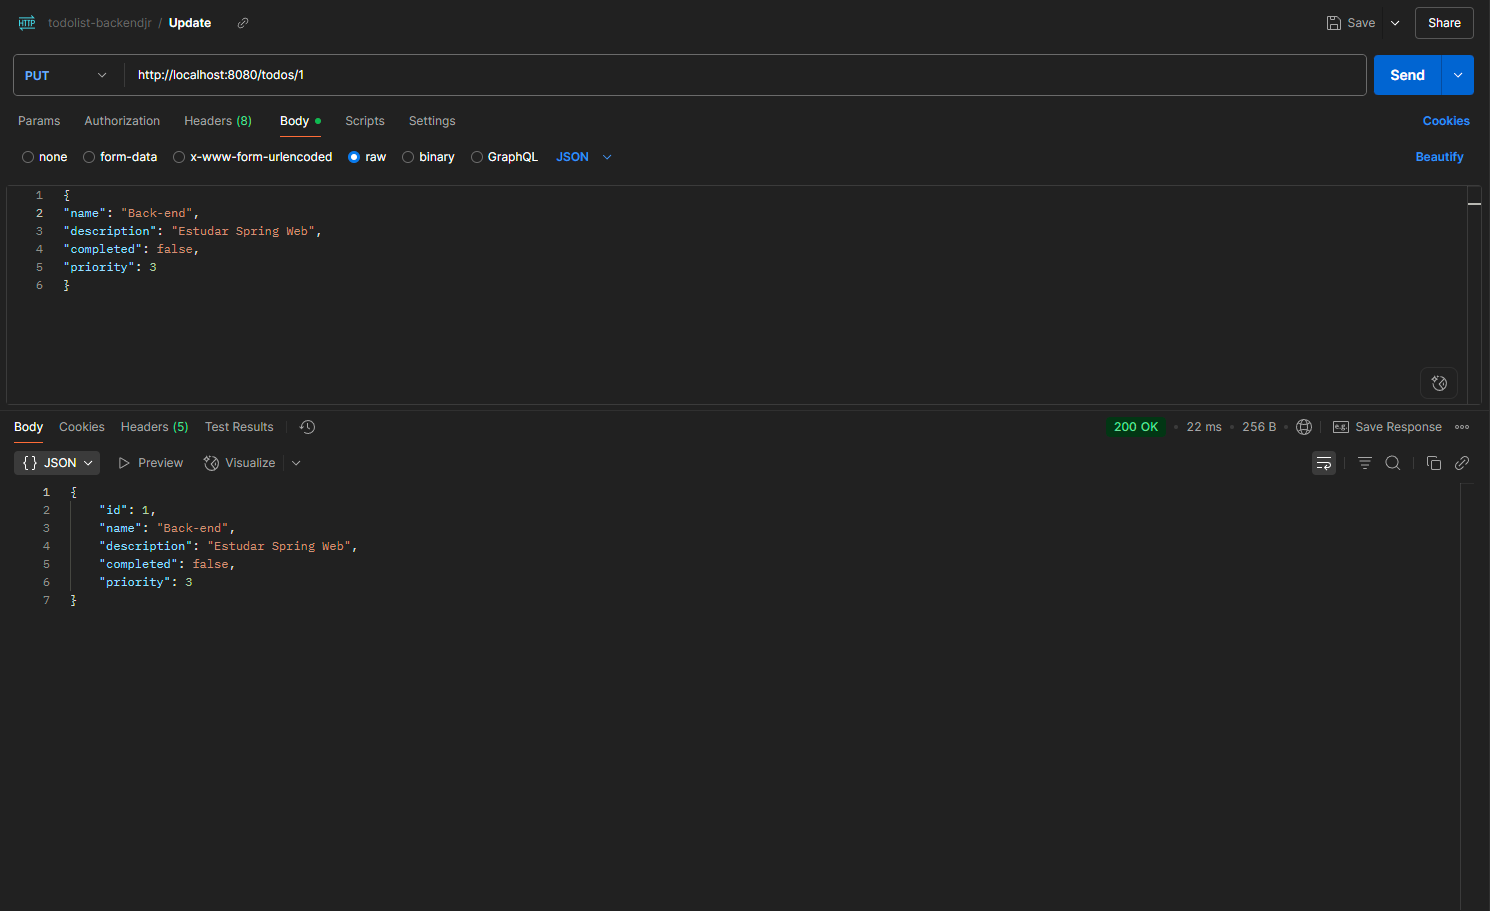 HTTP todolist-backendjr / Update Save Share
PUT http://localhost:8080/todos/1 Send
Params Authorization Headers (8) Body Scripts Settings Cookies
none form-data x-www-form-urlencoded raw binary GraphQL JSON Beautify
1 {
2 "name": "Back-end",
3 "description": "Estudar Spring Web",
4 "completed": false,
5 "priority": 3
6 }
Body Cookies Headers (5) Test Results 200 OK • 22 ms • 256 B e.g. Save Response
{} JSON Preview Visualize
1 {
2 "id": 1,
3 "name": "Back-end",
4 "description": "Estudar Spring Web",
5 "completed": false,
6 "priority": 3
7 }